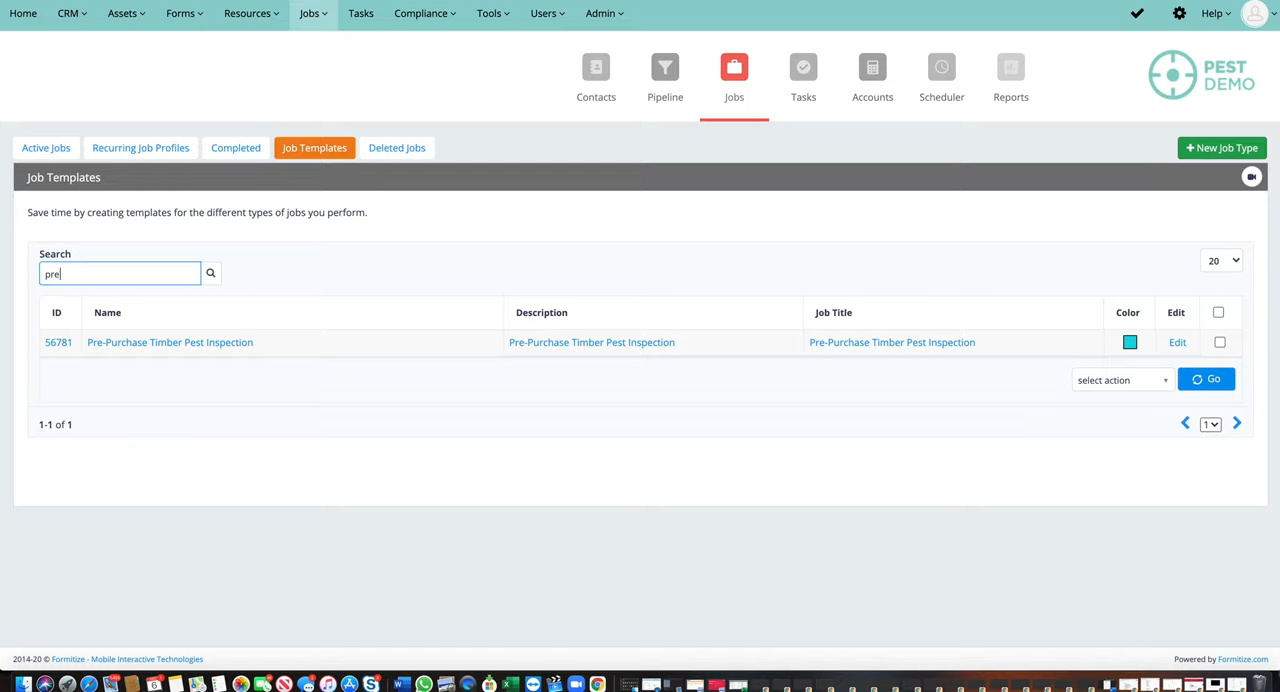 Home CRM Assets Forms Resources Jobs Tasks Compliance Tools Users Admin Help
Contacts Pipeline Jobs Tasks Accounts Scheduler Reports
PEST
DEMO
Active Jobs Recurring Job Profiles Completed Job Templates Deleted Jobs + New Job Type
Job Templates
Save time by creating templates for the different types of jobs you perform.
Search
20
pre
ID Name Description Job Title Color Edit
56781 Pre-Purchase Timber Pest Inspection Pre-Purchase Timber Pest Inspection Pre-Purchase Timber Pest Inspection Edit
select action Go
1-1 of 1 1
2014-20 © Formitize - Mobile Interactive Technologies Powered by Formitize.com